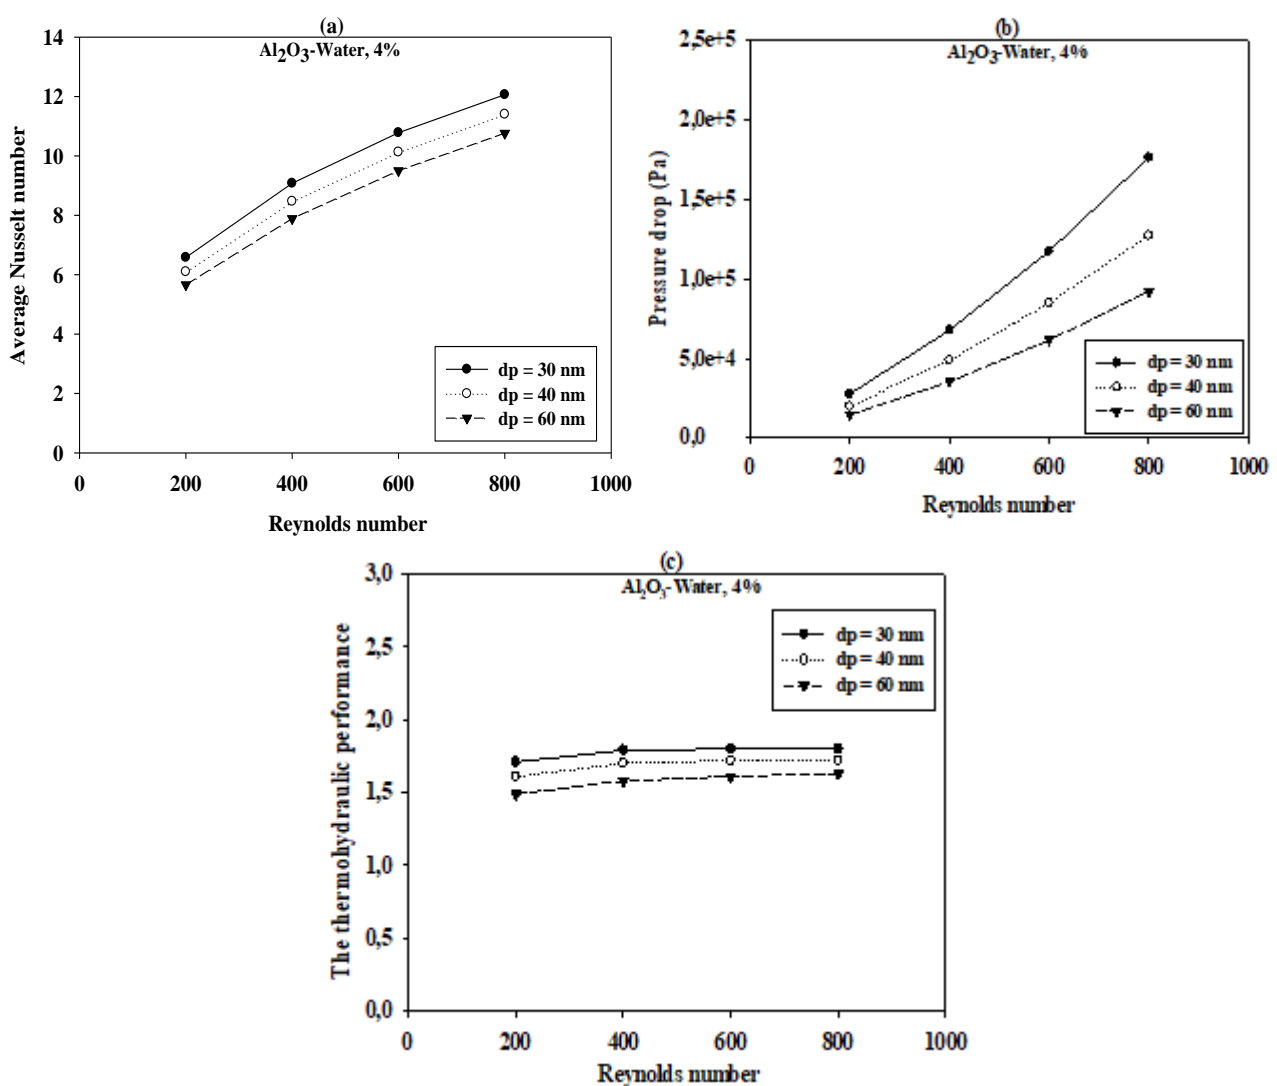 (a)
Al2O3-Water, 4%
14
12
10
8
6
4
2
0
Average Nusselt number
dp = 30 nm
dp = 40 nm
dp = 60 nm
0 200 400 600 800 1000
Reynolds number
(b)
Al2O3-Water, 4%
2,5e+5
2,0e+5
1,5e+5
1,0e+5
5,0e+4
0,0
Pressure drop (Pa)
dp = 30 nm
dp = 40 nm
dp = 60 nm
0 200 400 600 800 1000
Reynolds number
(c)
Al2O3-Water, 4%
3,0
2,5
2,0
1,5
1,0
0,5
0,0
The thermohydraulic performance
dp = 30 nm
dp = 40 nm
dp = 60 nm
0 200 400 600 800 1000
Reynolds number